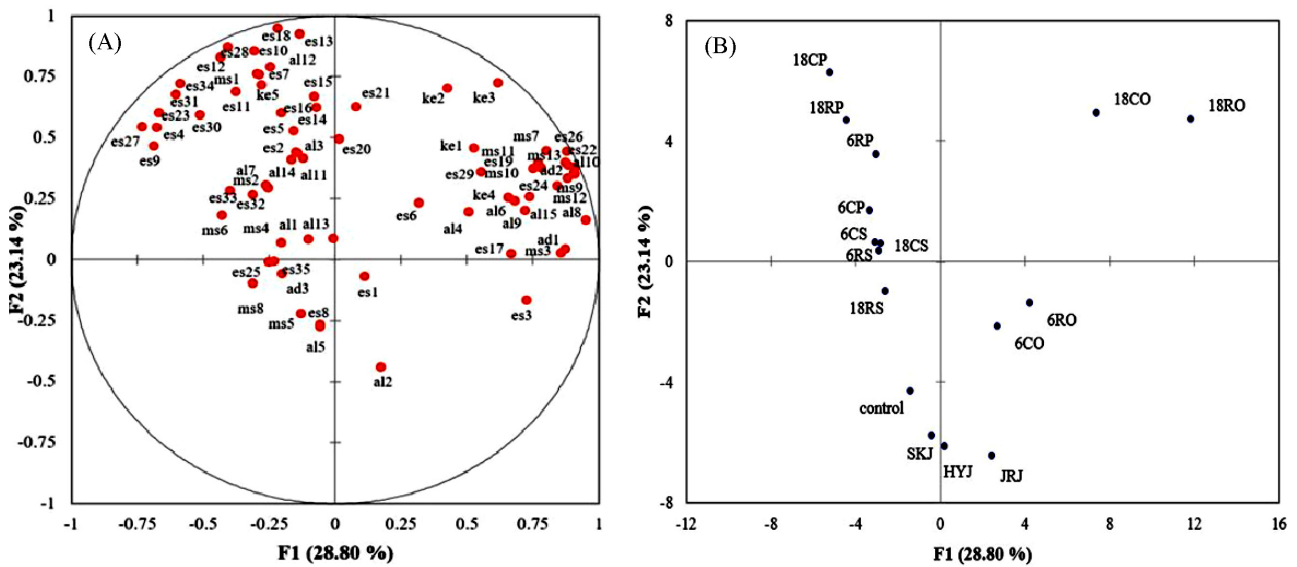 (A)
1
0.75
0.5
0.25
0
-0.25
-0.5
-0.75
-1
F2 (23.14 %)
es18
es13
es28
es10
es12
al12
es34
ms1
es7
es31
es11
ke5
es15
es23
es30
es16
es14
es27
es4
es5
es21
es9
es2
al3
es20
al7
al14
al11
ms2
es33
es32
ms6
ms4
al1
al13
es25
es35
ad3
ms8
ms5
es8
al5
al2
es1
es3
ke2
ke3
ke1
ms11
ms7
es26
es19
ms13
es22
es29
ms10
ad2
al10
es24
ms9
ke4
ms12
es6
al4
al6
al9
al15
al8
es17
ad1
ms3
-1
-0.75
-0.5
-0.25
0
0.25
0.5
0.75
1
F1 (28.80 %)
(B)
8
4
0
-4
-8
F2 (23.14 %)
18CP
18RP
18CO
18RO
6RP
6CP
6CS
18CS
6RS
18RS
6RO
6CO
control
SKJ
HYJ
JRJ
-12
-8
-4
0
4
8
12
16
F1 (28.80 %)